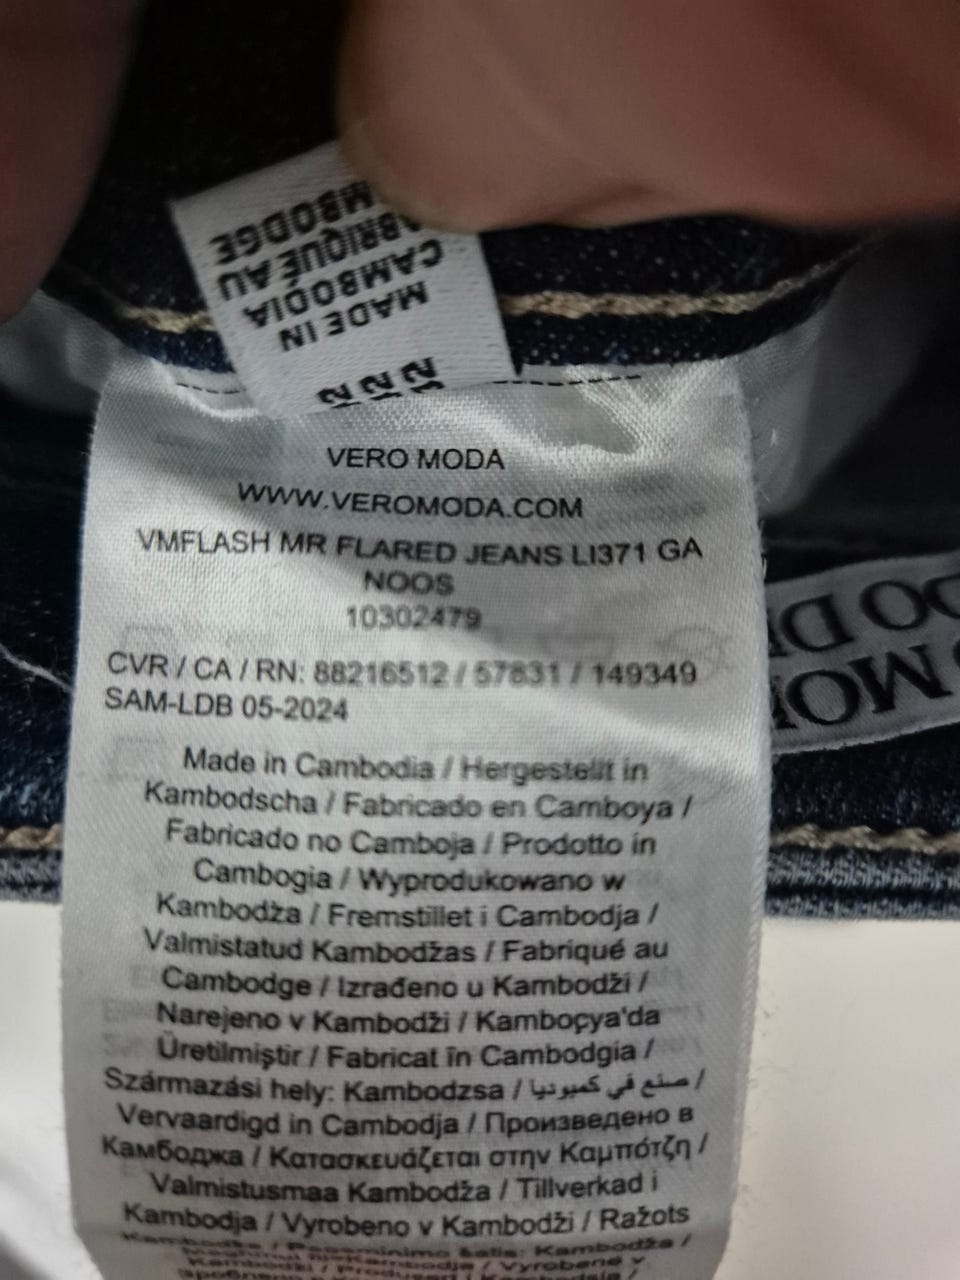 MADE IN
CAMBODIA
FABRIQUÉ AU
CAMBODGE
VERO MODA
WWW.VEROMODA.COM
VMFLASH MR FLARED JEANS LI371 GA
NOOS
10302479
CVR / CA / RN: 88216512 / 57831 / 149349
SAM-LDB 05-2024
Made in Cambodia / Hergestellt in
Kambodscha / Fabricado en Camboya /
Fabricado no Camboja / Prodotto in
Cambogia / Wyprodukowano w
Kambodża / Fremstillet i Cambodja /
Valmistatud Kambodžas / Fabriqué au
Cambodge / Izrađeno u Kambodži /
Narejeno v Kambodži / Kamboçya'da
Üretilmiştir / Fabricat în Cambodgia /
Származási hely: Kambodzsa / صنع في كمبوديا /
Vervaardigd in Cambodja / Произведено в
Камбоджа / Κατασκευάζεται στην Καμπότζη /
Valmistusmaa Kambodža / Tillverkad i
Kambodja / Vyrobeno v Kambodži / Ražots